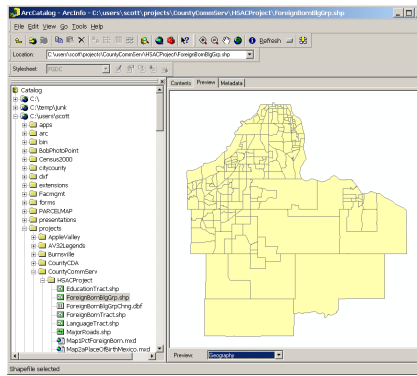 ArcCatalog - ArcInfo - C:\users\scott\projects\CountyCommServ\HSACProject\ForeignBornBlgGrp.shp
File Edit View Go Tools Help
Refresh
Location: C:\users\scott\projects\CountyCommServ\HSACProject\ForeignBornBlgGrp.shp
Stylesheet: FGDC
Contents Preview Metadata
Catalog
C:\
C:\temp\junk
C:\users\scott
apps
arc
bin
BobPhotoPoint
Census2000
citycounty
dxf
extensions
Facmgmt
forms
PARCELMAP
presentations
projects
AppleValley
AV32Legends
Burnsville
CountyCDA
CountyCommServ
HSACProject
EducationTract.shp
ForeignBornBlgGrp.shp
ForeignBornBlgGrpChng.dbf
ForeignBornTract.shp
LanguageTract.shp
MajorRoads.shp
Map1PctForeignBorn.mxd
Map2aPlaceOfBirthMexico.mxd
Preview: Geography
Shapefile selected